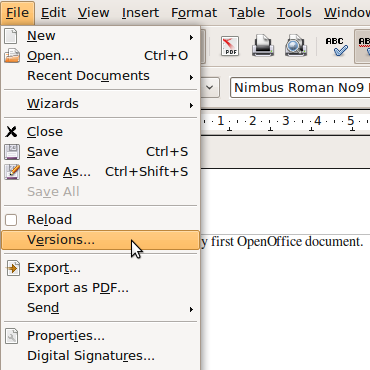 File Edit View Insert Format Table Tools Window
New
Open... Ctrl+O
Recent Documents
Wizards
Close
Save Ctrl+S
Save As... Ctrl+Shift+S
Save All
Reload
Versions...
Export...
Export as PDF...
Send
Properties...
Digital Signatures...
PDF ABC
Nimbus Roman No9
1 2 3 4 5
y first OpenOffice document.